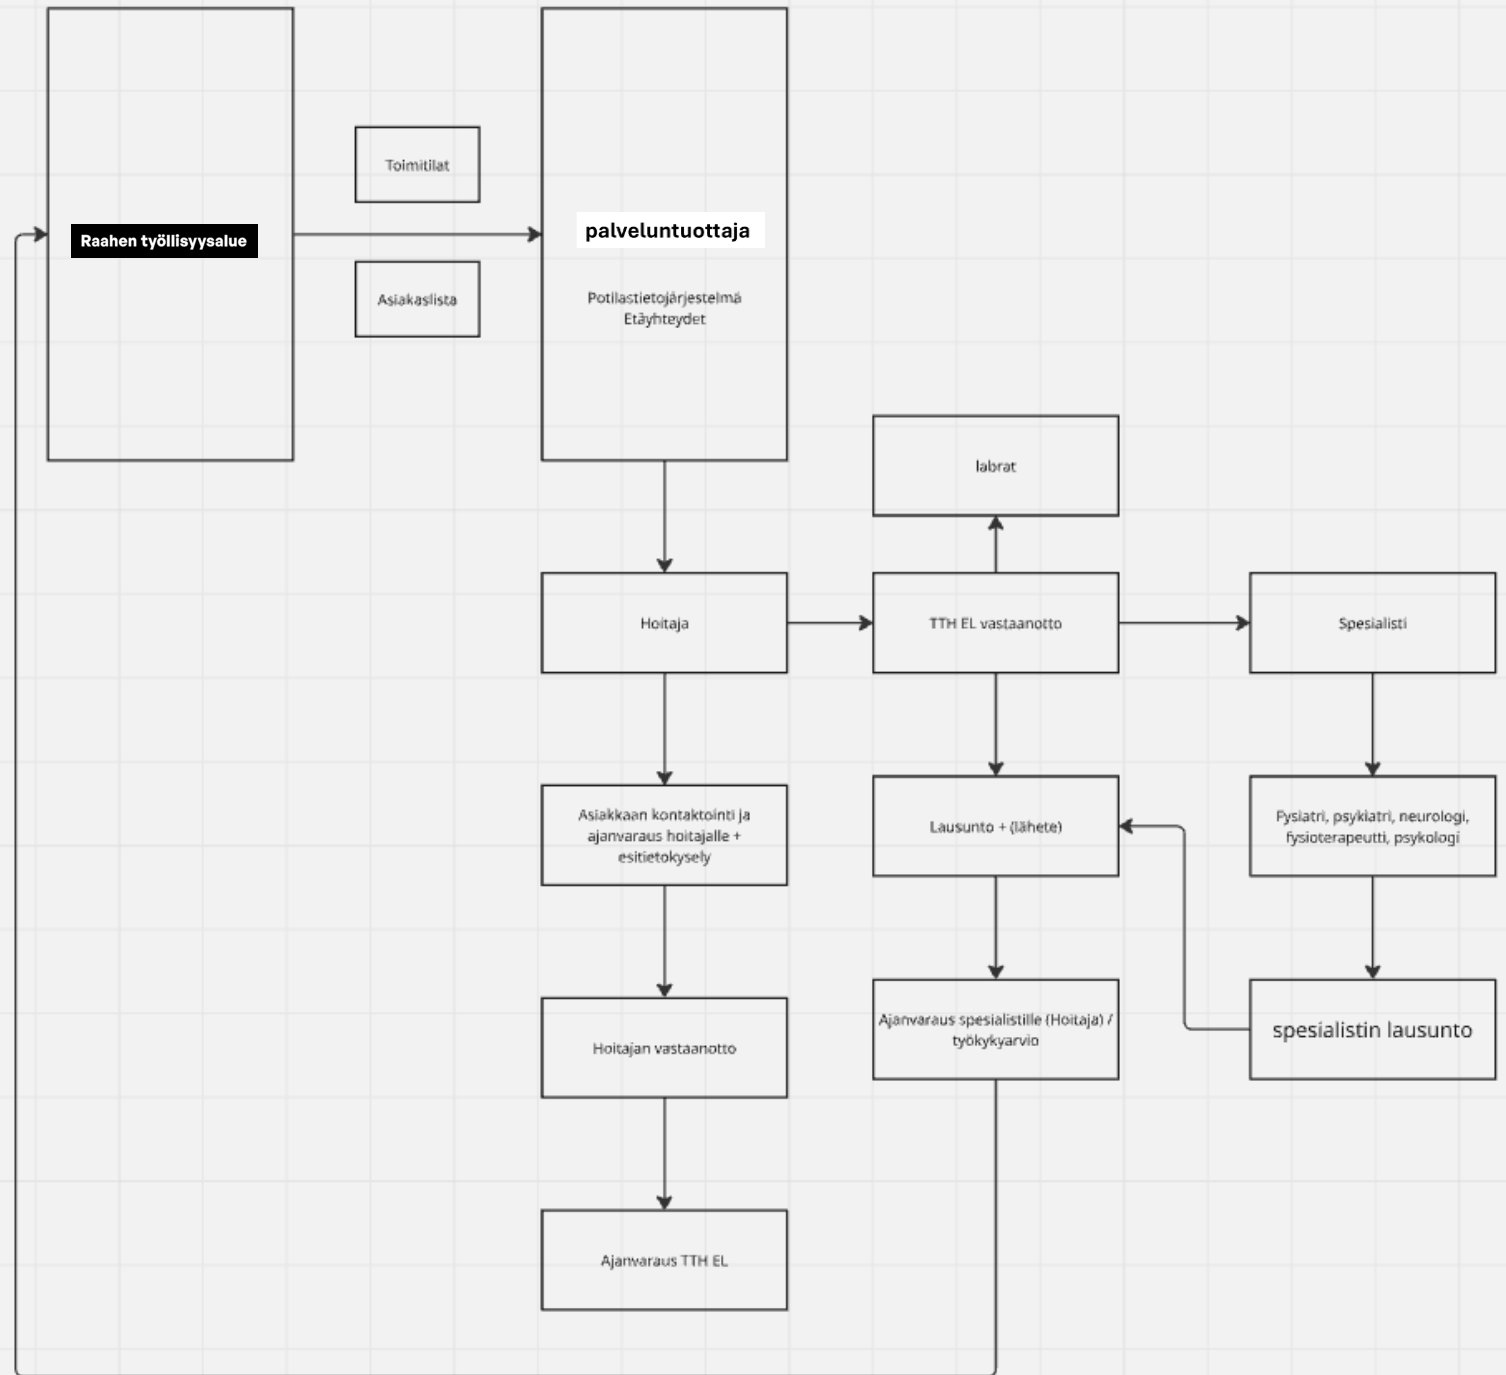 Toimitilat
Raahen työllisyysalue
palveluntuottaja
Asiakaslista
Potilastietojärjestelmä
Etäyhteydet
labrat
Hoitaja
TTH EL vastaanotto
Spesialisti
Asiakkaan kontaktointi ja
ajanvaraus hoitajalle +
esitietokysely
Lausunto + (lähete)
Fysiatri, psykiatri, neurologi,
fysioterapeutti, psykologi
Hoitajan vastaanotto
Ajanvaraus spesialistille (Hoitaja) /
työkykyarvio
spesialistin lausunto
Ajanvaraus TTH EL